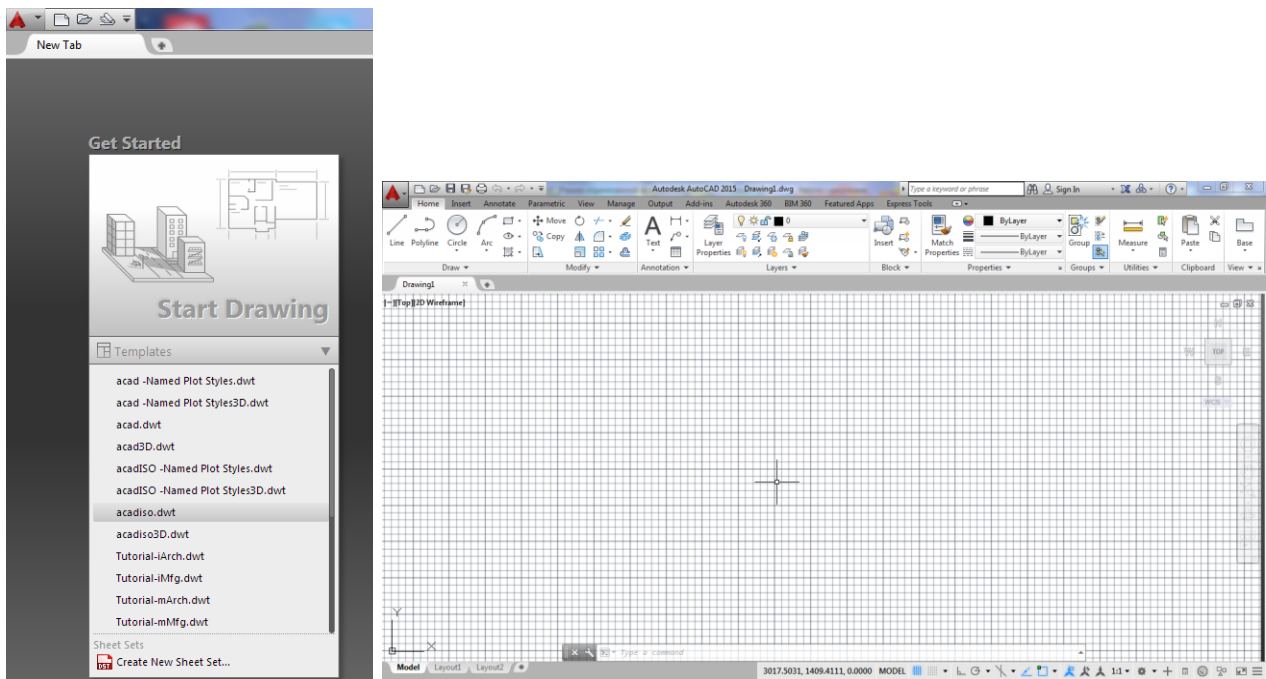 New Tab
Get Started
Start Drawing
Templates
acad -Named Plot Styles.dwt
acad -Named Plot Styles3D.dwt
acad.dwt
acad3D.dwt
acadISO -Named Plot Styles.dwt
acadISO -Named Plot Styles3D.dwt
acadiso.dwt
acadiso3D.dwt
Tutorial-iArch.dwt
Tutorial-iMfg.dwt
Tutorial-mArch.dwt
Tutorial-mMfg.dwt
Sheet Sets
DST Create New Sheet Set...
Autodesk AutoCAD 2015 Drawing1.dwg Type a keyword or phrase Sign In
Home Insert Annotate Parametric View Manage Output Add-ins Autodesk 360 BIM 360 Featured Apps Express Tools
Move 0 ByLayer
Line Polyline Circle Arc Copy Text Layer Properties Insert Match Properties ByLayer Group Measure Paste Base
ByLayer
Draw Modify Annotation Layers Block Properties Groups Utilities Clipboard View
Drawing1
[-][Top][2D Wireframe]
TOP
WCS
Y
X
Type a command
Model Layout1 Layout2
3017.5031, 1409.4111, 0.0000 MODEL 1:1